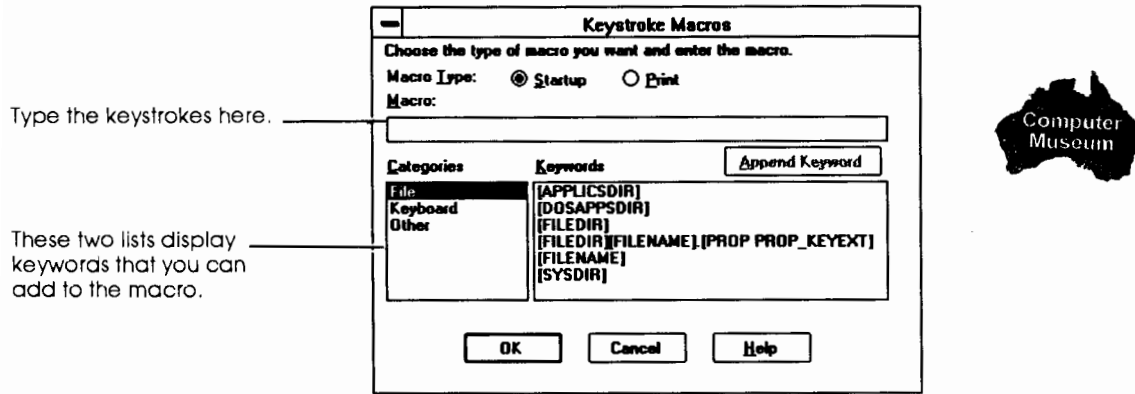 Keystroke Macros
Choose the type of macro you want and enter the macro.
Macro Type: Startup Print
Macro:
Type the keystrokes here.
Append Keyword
Categories Keywords
File
Keyboard
Other
[APPLICSDIR]
[DOSAPPSDIR]
[FILEDIR]
[FILEDIR][FILENAME].[PROP PROP_KEYEXT]
[FILENAME]
[SYSDIR]
These two lists display
keywords that you can
add to the macro.
OK Cancel Help
Computer
Museum